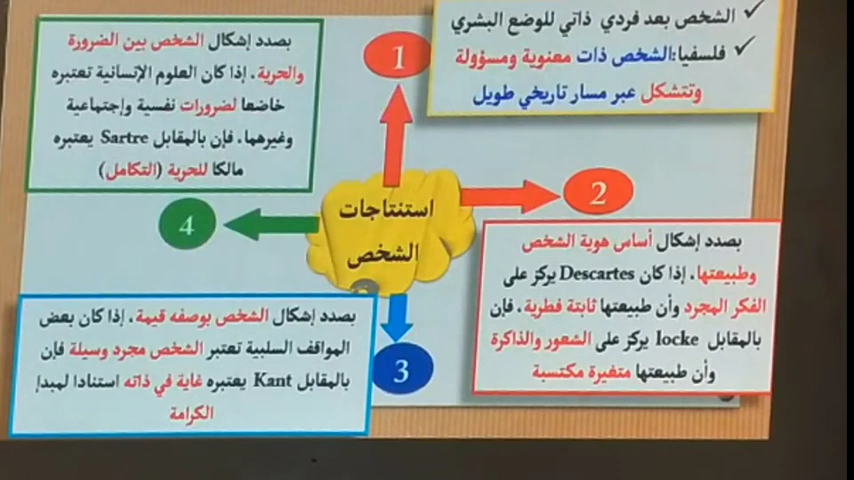 الشخص بعد فردي ذاتي للوضع البشري
فلسفيا: الشخص ذات معنوية ومسؤولة
وتتشكل عبر مسار تاريخي طويل
1
بصدد إشكال الشخص بين الضرورة
والحرية. إذا كان العلوم الإنسانية تعتبره
خاضعا لضرورات نفسية وإجتماعية
وغيرهما. فإن بالمقابل Sartre يعتبره
مالكا للحرية (التكامل)
2
4
استنتاجات
الشخص
بصدد إشكال أساس هوية الشخص
وطبيعتها. إذا كان Descartes يركز على
الفكر المجرد وأن طبيعتها ثابتة فطرية. فإن
بالمقابل locke يركز على الشعور والذاكرة
وأن طبيعتها متغيرة مكتسبة
بصدد إشكال الشخص بوصفه قيمة. إذا كان بعض
المواقف السلبية تعتبر الشخص مجرد وسيلة فإن
بالمقابل Kant يعتبره غاية في ذاته استنادا لمبدإ
الكرامة
3